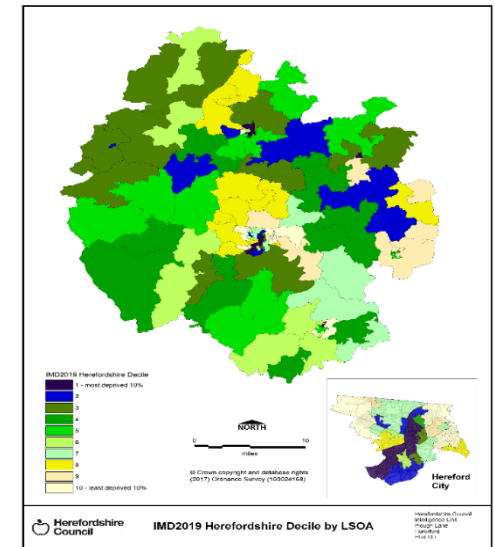 IMD2019 Herefordshire Decile
1 - most deprived 10%
2
3
4
5
6
7
8
9
10 - least deprived 10%
NORTH
0 10
miles
© Crown copyright and database rights
(2017) Ordnance Survey (100024168)
Hereford
City
Herefordshire
Council
IMD2019 Herefordshire Decile by LSOA
Herefordshire Council
Intelligence Unit
Plough Lane
Hereford